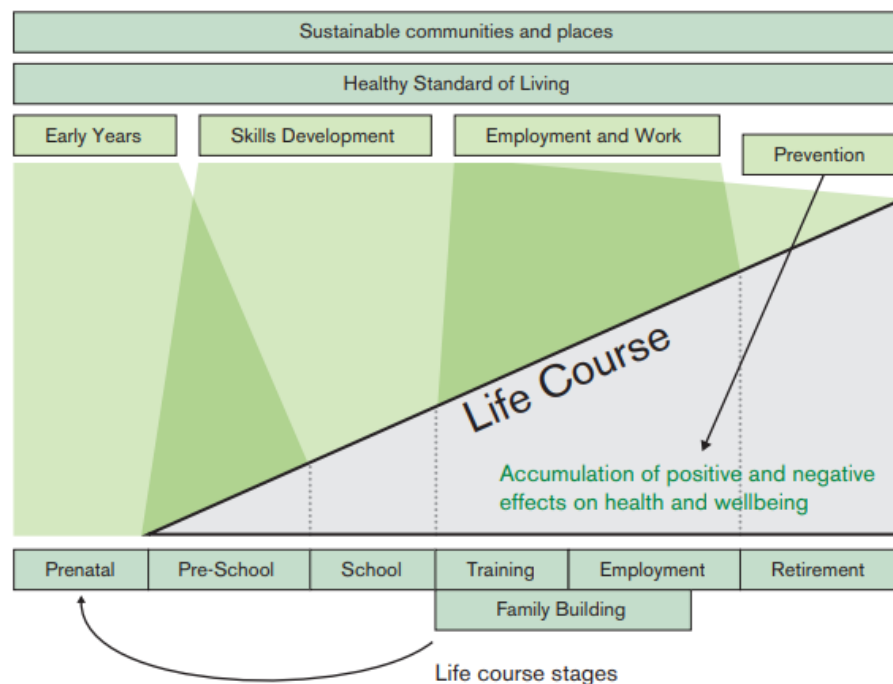 Sustainable communities and places
Healthy Standard of Living
Early Years
Skills Development
Employment and Work
Prevention
Life Course
Accumulation of positive and negative
effects on health and wellbeing
Prenatal
Pre-School
School
Training
Employment
Retirement
Family Building
Life course stages